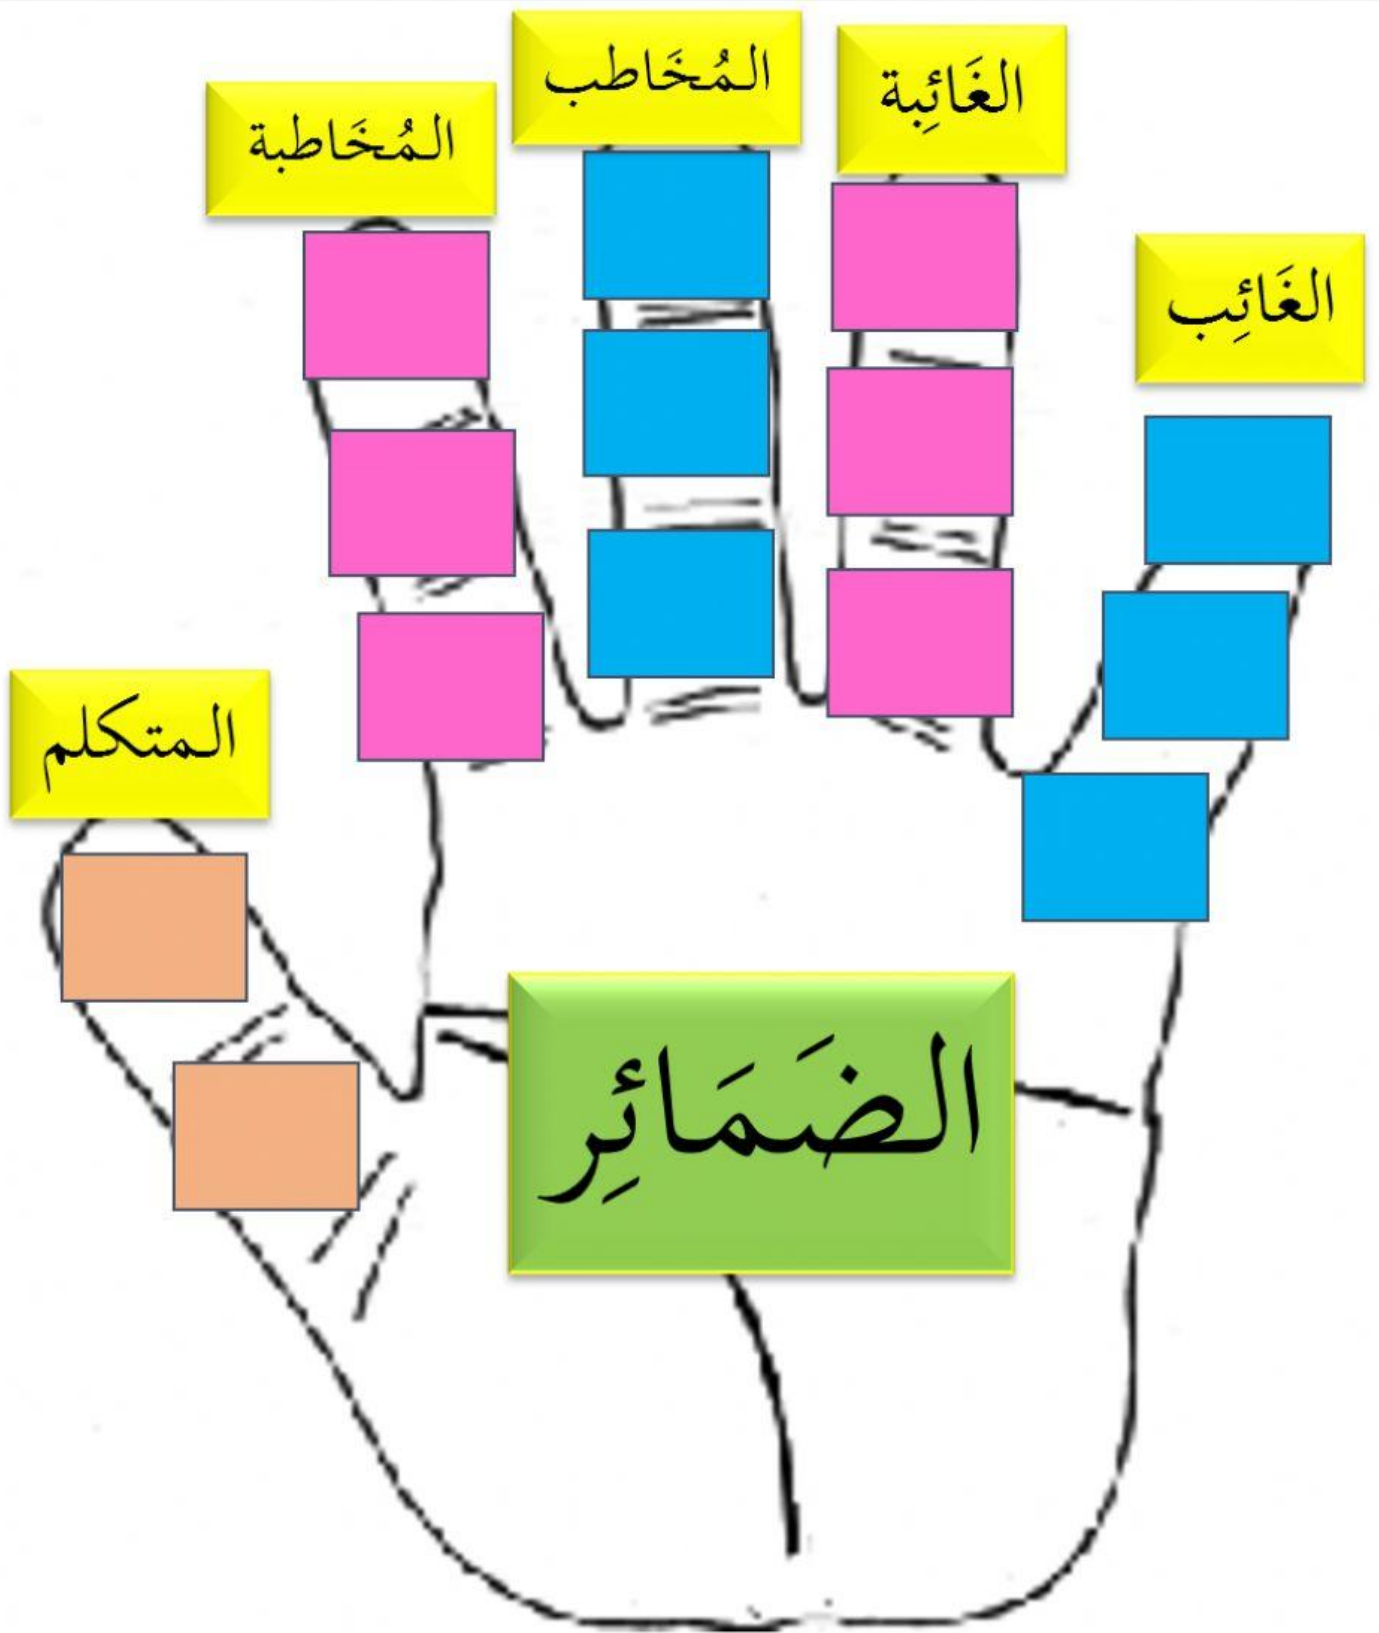 الغَائِب
الغَائِبة
المُخَاطب
المُخَاطبة
المتكلم
الضَمَائِر